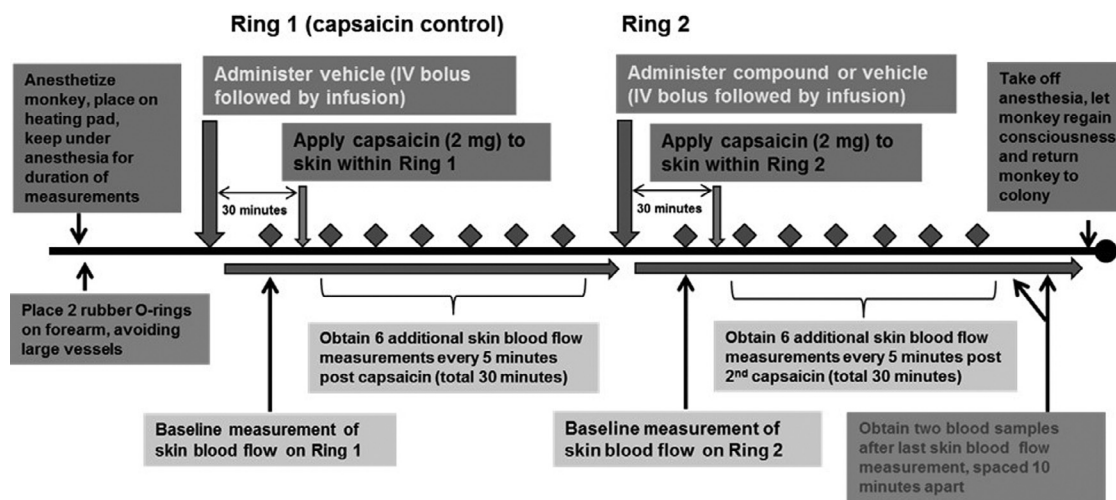 Ring 1 (capsaicin control)
Ring 2
Anesthetize
monkey, place on
heating pad,
keep under
anesthesia for
duration of
measurements
Administer vehicle (IV bolus
followed by infusion)
Apply capsaicin (2 mg) to
skin within Ring 1
30 minutes
Administer compound or vehicle
(IV bolus followed by infusion)
Apply capsaicin (2 mg) to
skin within Ring 2
30 minutes
Take off
anesthesia, let
monkey regain
consciousness
and return
monkey to
colony
Place 2 rubber O-rings
on forearm, avoiding
large vessels
Obtain 6 additional skin blood flow
measurements every 5 minutes
post capsaicin (total 30 minutes)
Baseline measurement of
skin blood flow on Ring 1
Obtain 6 additional skin blood flow
measurements every 5 minutes post
2nd capsaicin (total 30 minutes)
Baseline measurement of
skin blood flow on Ring 2
Obtain two blood samples
after last skin blood flow
measurement, spaced 10
minutes apart